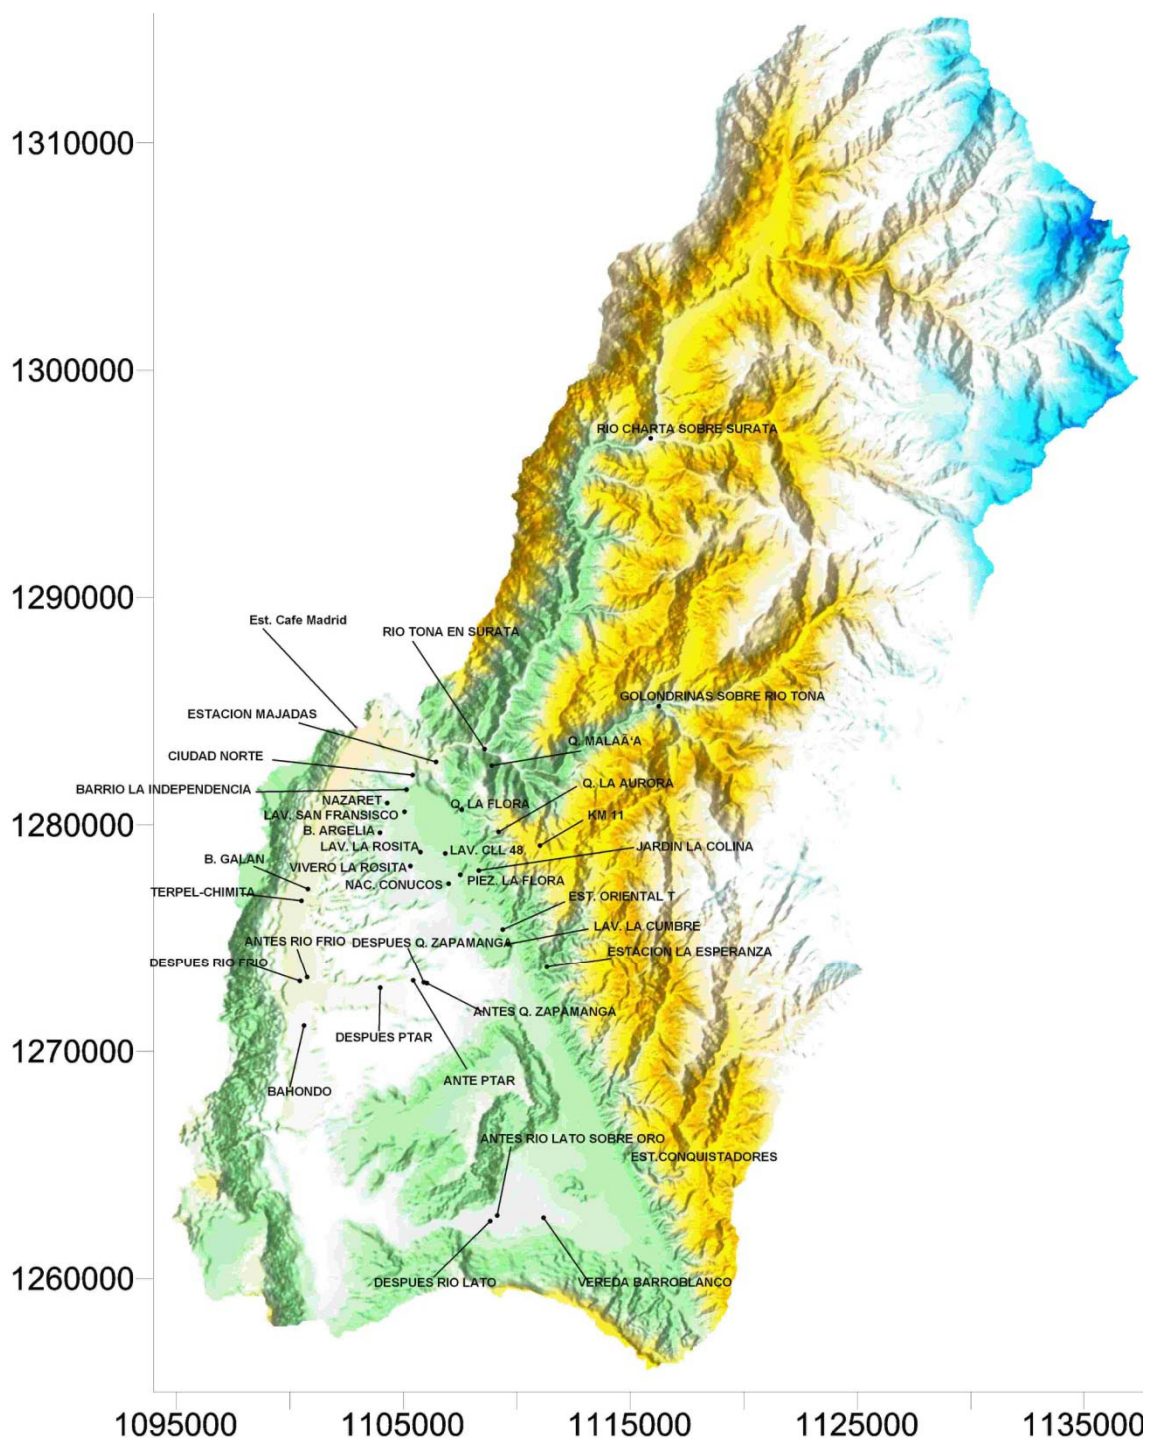 1310000
1300000
RIO CHARTA SOBRE SURATA
1290000
Est. Cafe Madrid
RIO TONA EN SURATA
GOLONDRINAS SOBRE RIO TONA
ESTACION MAJADAS
Q. MALAÃ'A
CIUDAD NORTE
Q. LA AURORA
BARRIO LA INDEPENDENCIA
NAZARET
Q. LA FLORA
LAV. SAN FRANSISCO
KM 11
1280000
B. ARGELIA
LAV. LA ROSITA
LAV. CLL 48
JARDIN LA COLINA
B. GALAN
VIVERO LA ROSITA
PIEZ. LA FLORA
NAC. CONUCOS
TERPEL-CHIMITA
EST. ORIENTAL T
LAV. LA CUMBRE
ANTES RIO FRIO
DESPUES Q. ZAPAMANGA
ESTACION LA ESPERANZA
DESPUES RIO FRIO
ANTES Q. ZAPAMANGA
DESPUES PTAR
1270000
ANTE PTAR
BAHONDO
ANTES RIO LATO SOBRE ORO
EST.CONQUISTADORES
1260000
DESPUES RIO LATO
VEREDA BARROBLANCO
1095000
1105000
1115000
1125000
1135000